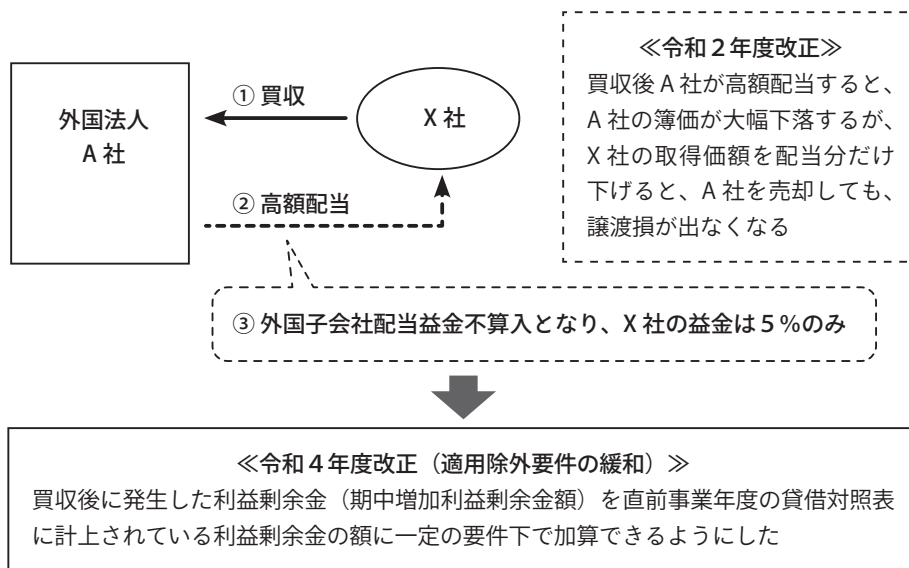 外国法人
A 社
① 買収
X 社
② 高額配当
≪令和２年度改正≫
買収後 A 社が高額配当すると、
A 社の簿価が大幅下落するが、
X 社の取得価額を配当分だけ
下げると、A 社を売却しても、
譲渡損が出なくなる
③ 外国子会社配当益金不算入となり、X 社の益金は５%のみ
≪令和４年度改正（適用除外要件の緩和）≫
買収後に発生した利益剰余金（期中増加利益剰余金額）を直前事業年度の貸借対照表
に計上されている利益剰余金の額に一定の要件下で加算できるようにした